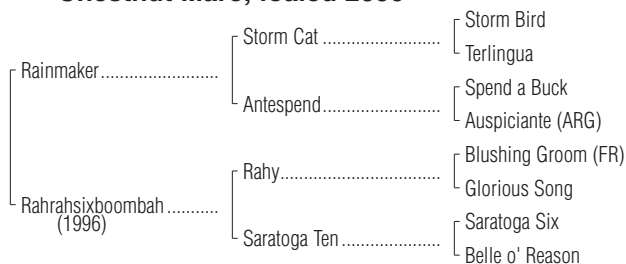 Chestnut Mare, foaled
Storm Bird
Storm Cat
Terlingua
Rainmaker
Spend a Buck
Antespend
Auspiciante (ARG)
Blushing Groom (FR)
Rahy
Glorious Song
Rahrahsixboombah
(1996)
Saratoga Six
Saratoga Ten
Belle o' Reason